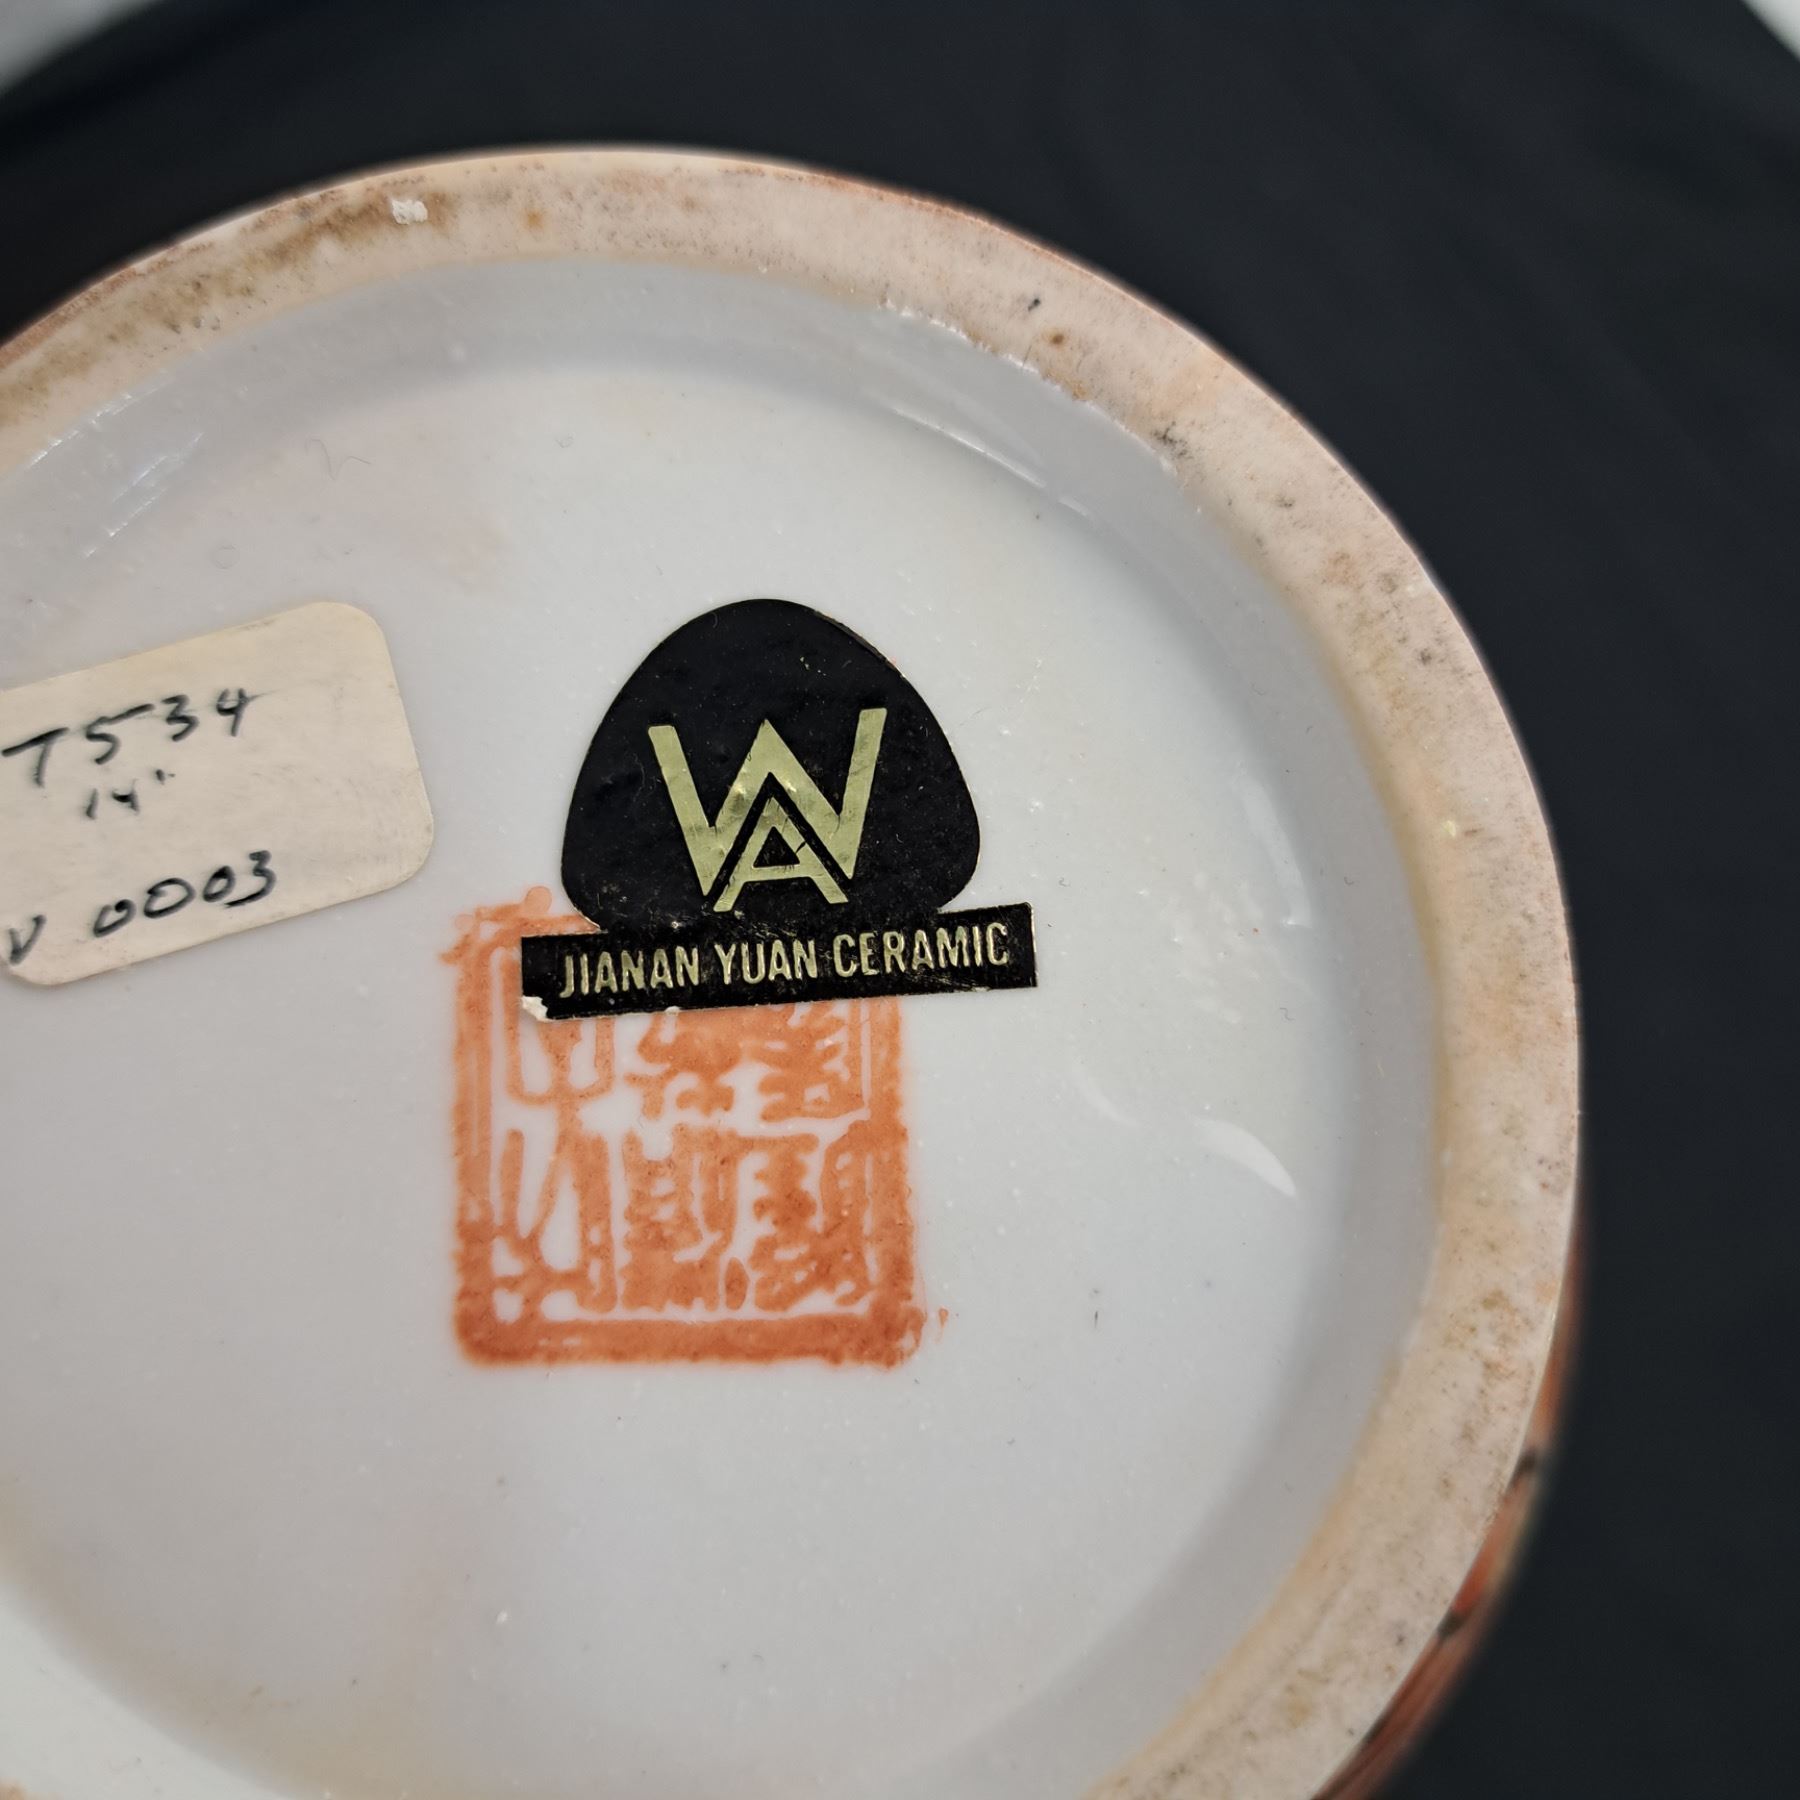 T534
14"
V 0003
WA
JIANAN YUAN CERAMIC